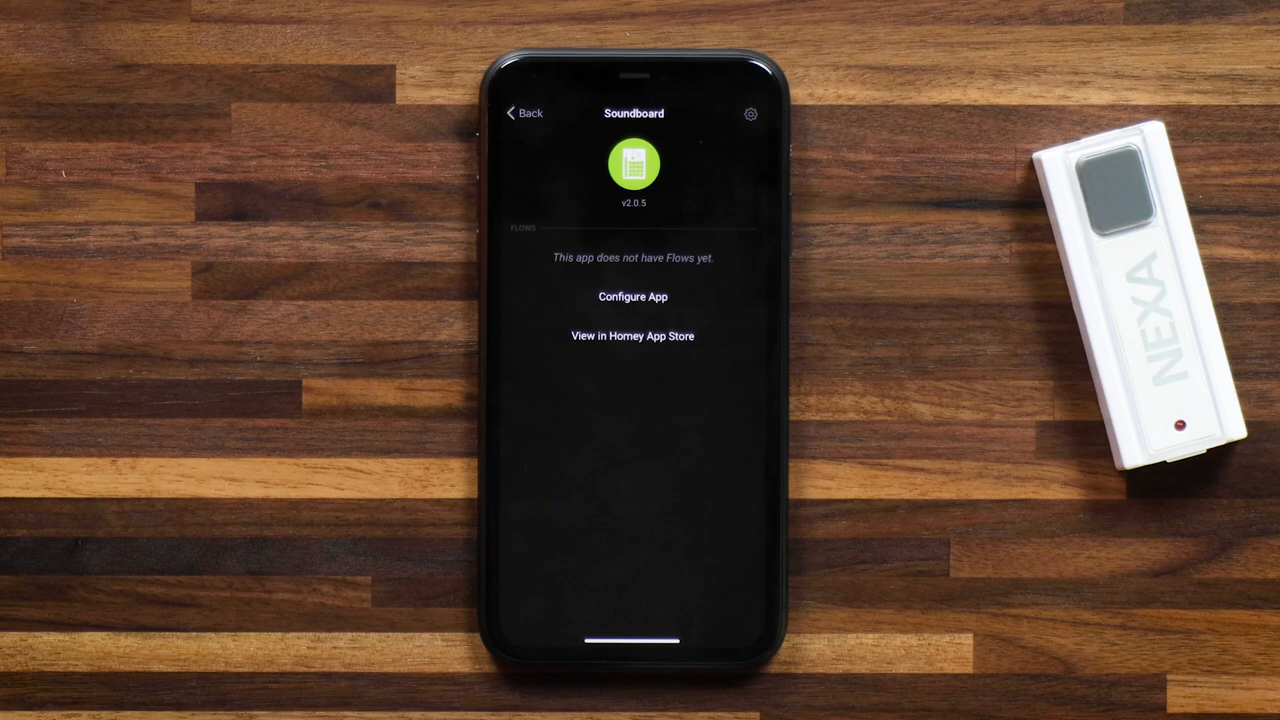 Back
Soundboard
v2.0.5
FLOWS
This app does not have Flows yet.
Configure App
View in Homey App Store
NEXA